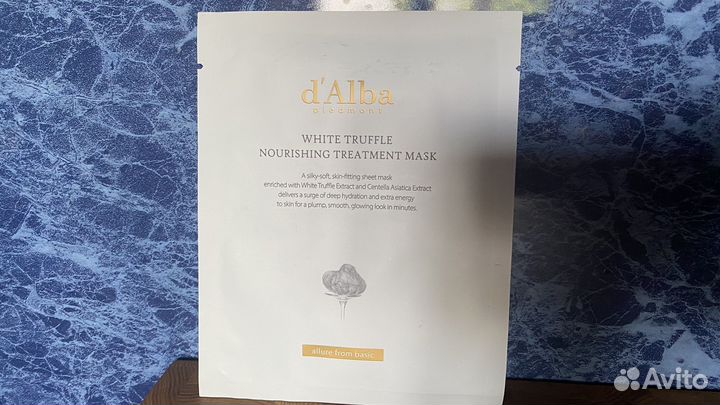 d'Alba
piedmont
WHITE TRUFFLE
NOURISHING TREATMENT MASK
A silky-soft, skin-fitting sheet mask
enriched with White Truffle Extract and Centella Asiatica Extract
delivers a surge of deep hydration and extra energy
to skin for a plump, smooth, glowing look in minutes.
allure from basic
Avito